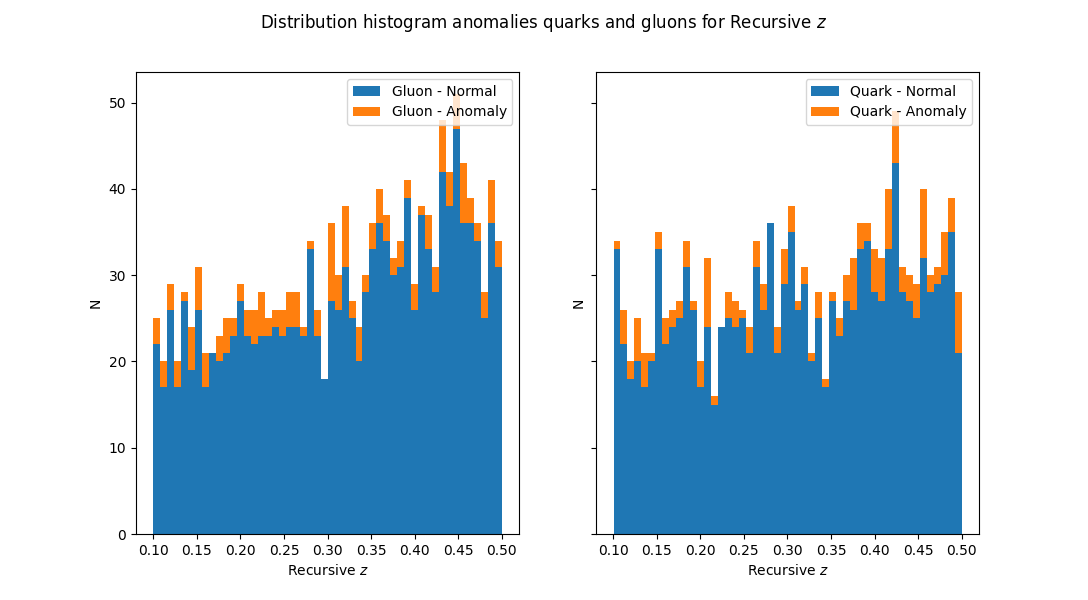 Distribution histogram anomalies quarks and gluons for Recursive z
Gluon - Normal
Gluon - Anomaly
50
40
30
20
10
0
N
0.10 0.15 0.20 0.25 0.30 0.35 0.40 0.45 0.50
Recursive z
Quark - Normal
Quark - Anomaly
N
0.10 0.15 0.20 0.25 0.30 0.35 0.40 0.45 0.50
Recursive z